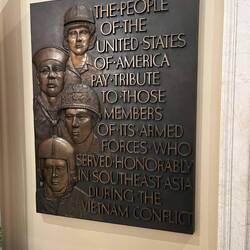 THE·PEOPLE
OF·THE
UNITED·STATES
OF·AMERICA
PAY·TRIBUTE
TO·THOSE
MEMBERS
OF·ITS·ARMED
FORCES·WHO
SERVED·HONORABLY
IN·SOUTHEAST·ASIA
DURING·THE
VIETNAM·CONFLICT